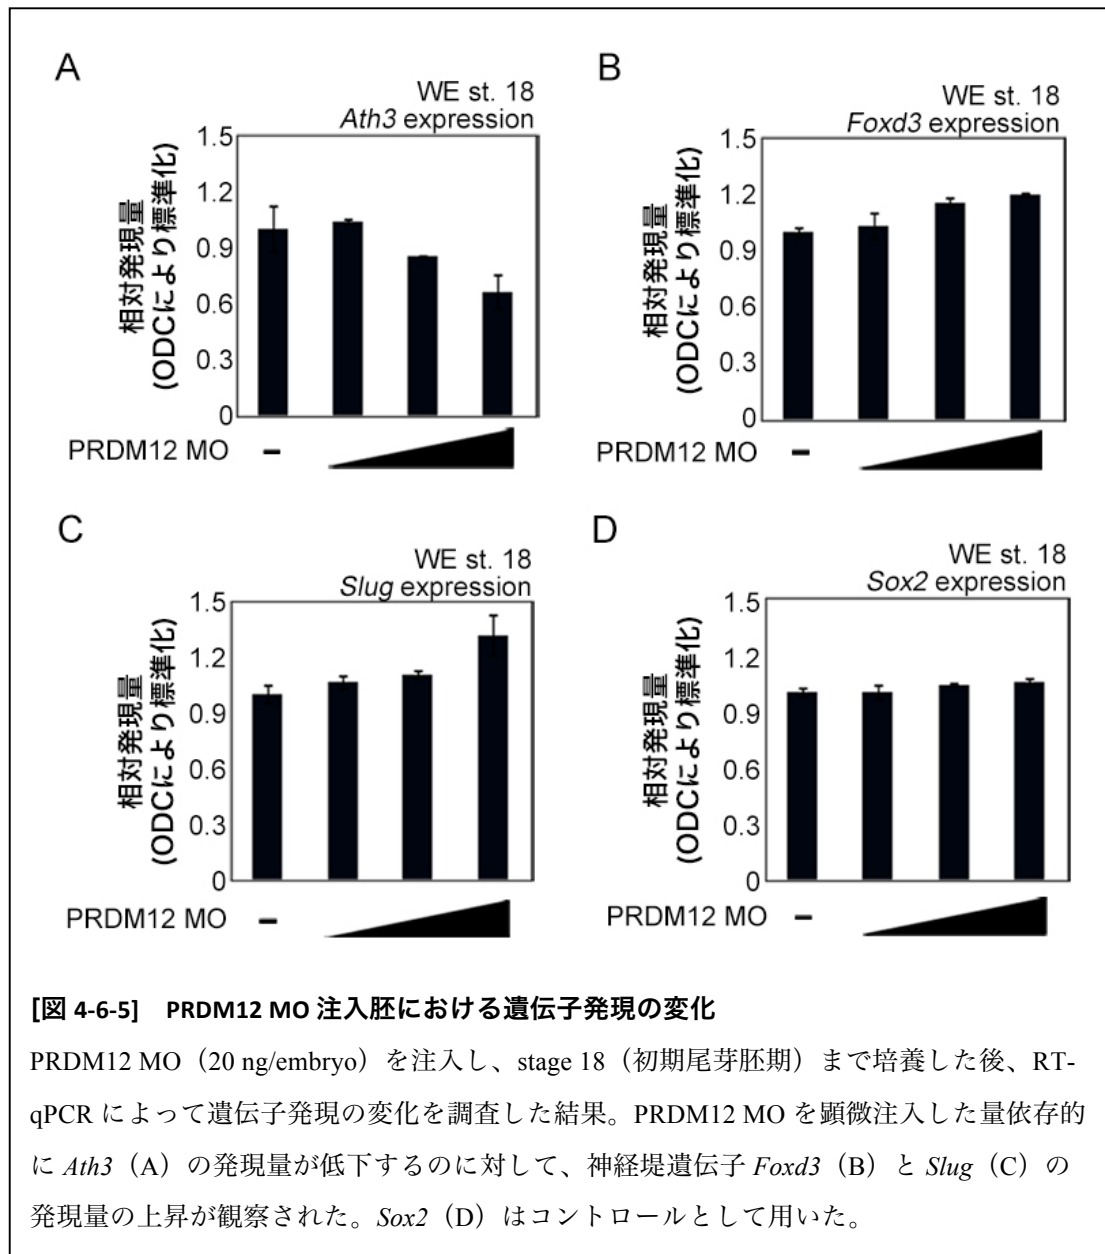 A
WE st. 18
Ath3 expression
相対発現量
(ODCにより標準化)
1.5
1.2
0.9
0.6
0.3
0
PRDM12 MO
−
B
WE st. 18
Foxd3 expression
相対発現量
(ODCにより標準化)
1.5
1.2
0.9
0.6
0.3
0
PRDM12 MO
−
C
WE st. 18
Slug expression
相対発現量
(ODCにより標準化)
1.5
1.2
0.9
0.6
0.3
0
PRDM12 MO
−
D
WE st. 18
Sox2 expression
相対発現量
(ODCにより標準化)
1.5
1.2
0.9
0.6
0.3
0
PRDM12 MO
−
[図 4-6-5] PRDM12 MO 注入胚における遺伝子発現の変化
PRDM12 MO（20 ng/embryo）を注入し、stage 18（初期尾芽胚期）まで培養した後、RT-
qPCR によって遺伝子発現の変化を調査した結果。PRDM12 MO を顕微注入した量依存的
に Ath3（A）の発現量が低下するのに対して、神経堤遺伝子 Foxd3（B）と Slug（C）の
発現量の上昇が観察された。Sox2（D）はコントロールとして用いた。